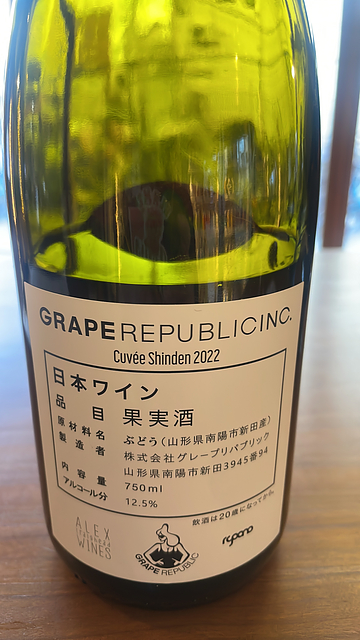 GRAPEREPUBLICINC.
Cuvée Shinden 2022
日本ワイン
品目 果実酒
原材料名 ぶどう(山形県南陽市新田産)
製造者 株式会社グレープリパブリック
山形県南陽市新田3945番94
内容量 750ml
アルコール分 12.5%
飲酒は20歳になってから。
ALEX
WINES
GRAPE REPUBLIC